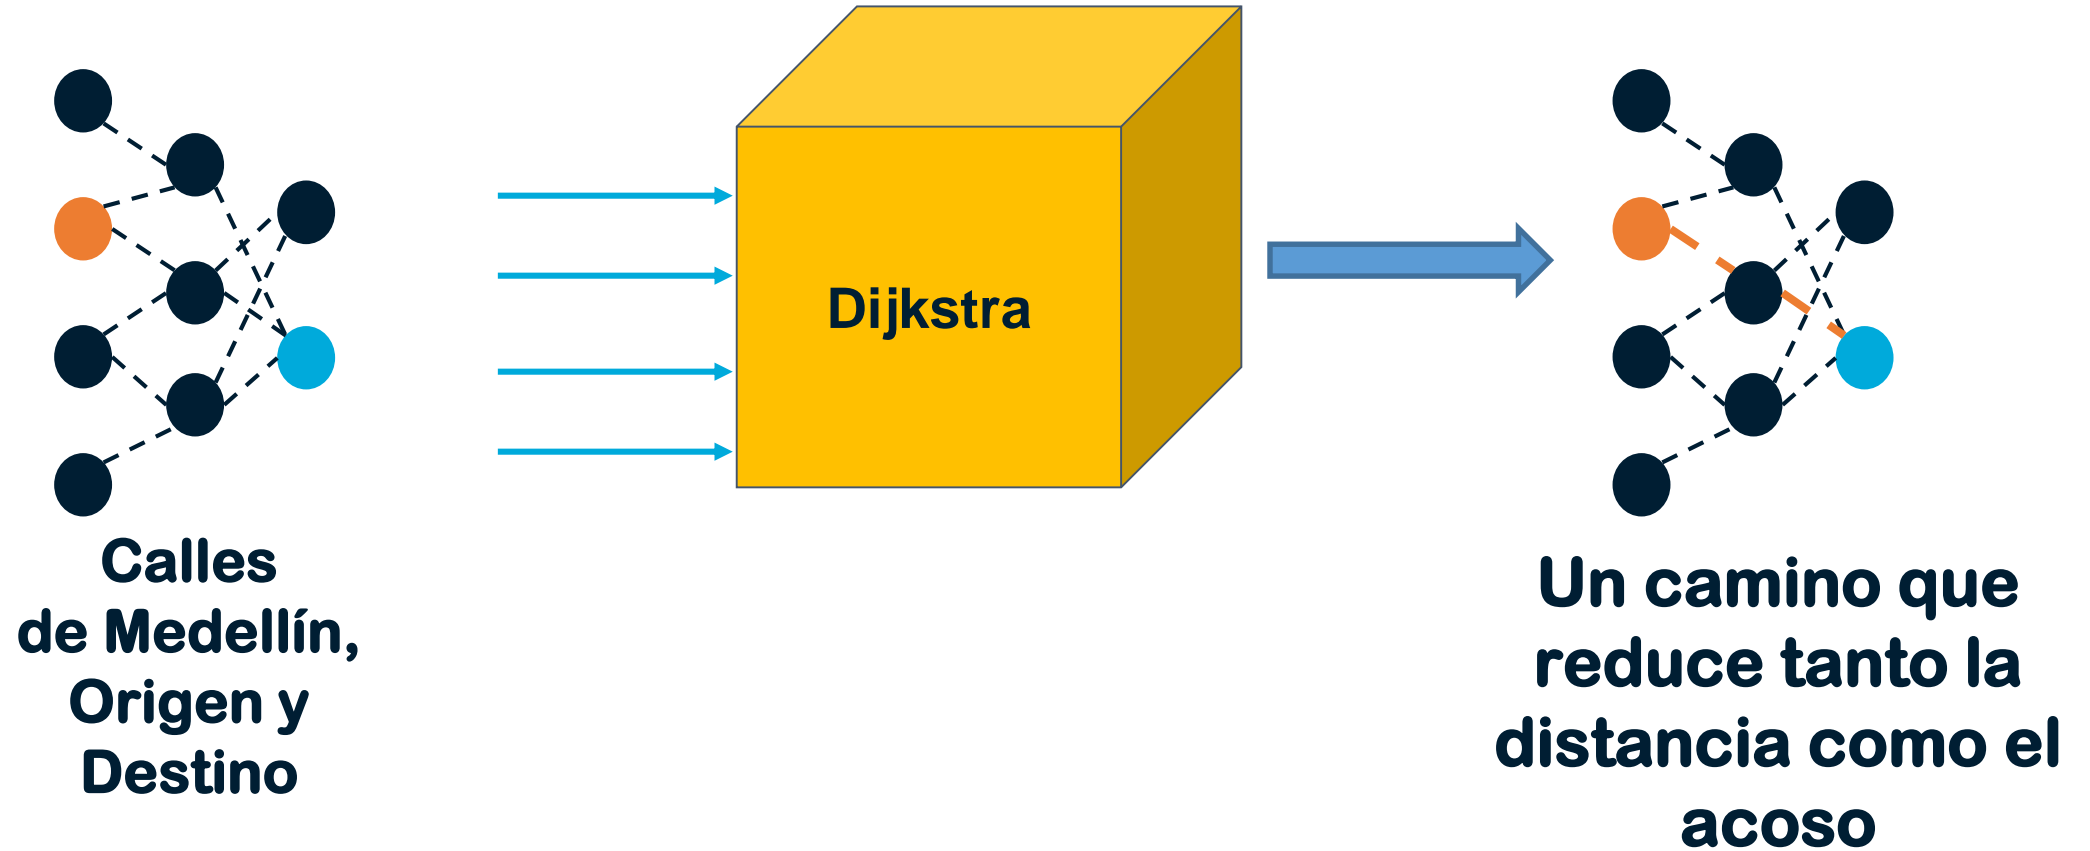 Dijkstra
Calles
de Medellín,
Origen y
Destino
Un camino que
reduce tanto la
distancia como el
acoso